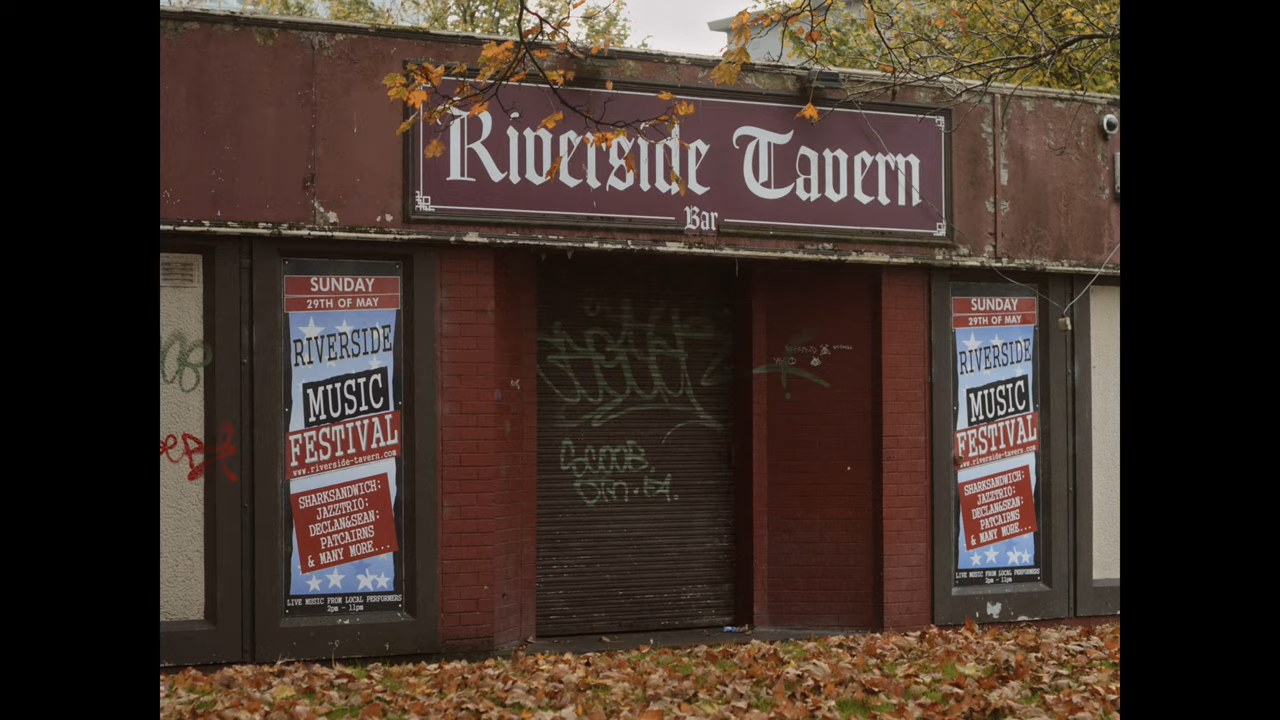 Riverside Tavern
Bar
SUNDAY
29TH OF MAY
RIVERSIDE
MUSIC
FESTIVAL
www.riverside-tavern.com
SHARKSANDWICH;
JAZZTRIO;
DECLAN&SEAN;
PATCAIRNS
& MANY MORE...
LIVE MUSIC FROM LOCAL PERFORMERS
2pm - 11pm
SUNDAY
29TH OF MAY
RIVERSIDE
MUSIC
FESTIVAL
www.riverside-tavern.com
SHARKSANDWICH;
JAZZTRIO;
DECLAN&SEAN;
PATCAIRNS
& MANY MORE...
LIVE MUSIC FROM LOCAL PERFORMERS
2pm - 11pm